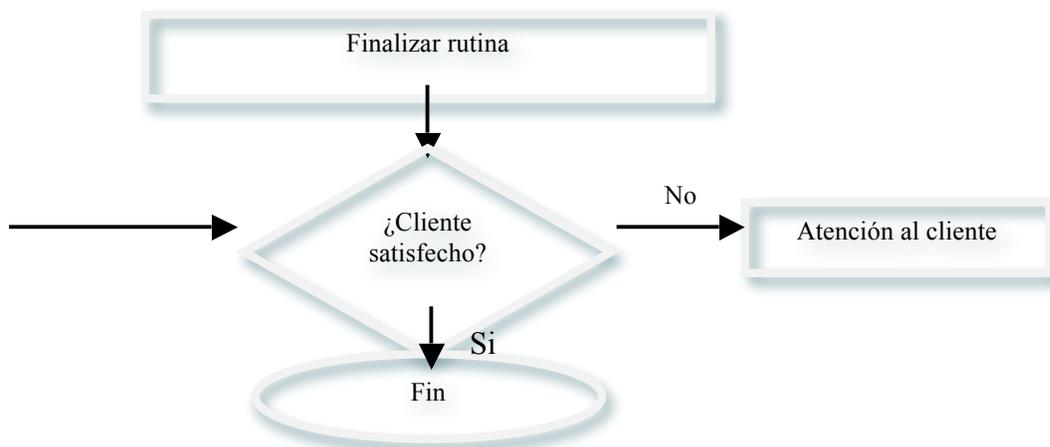 Finalizar rutina
No
¿Cliente
satisfecho?
Atención al cliente
Si
Fin